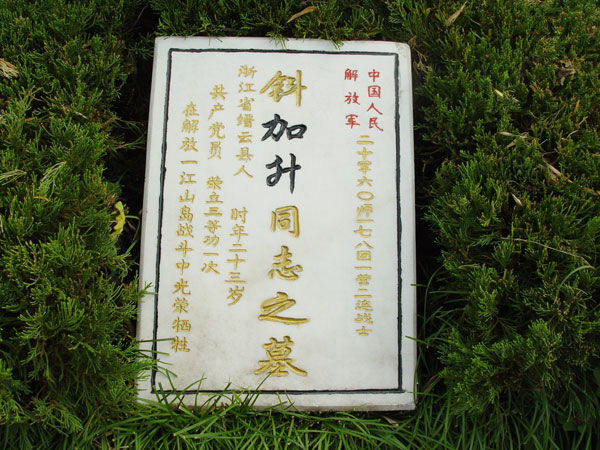 中国人民
解放军
二十军六〇师一七八团一营二连战士
斜加升同志之墓
浙江省缙云县人 时年二十三岁
共产党员 荣立三等功一次
在解放一江山岛战斗中光荣牺牲